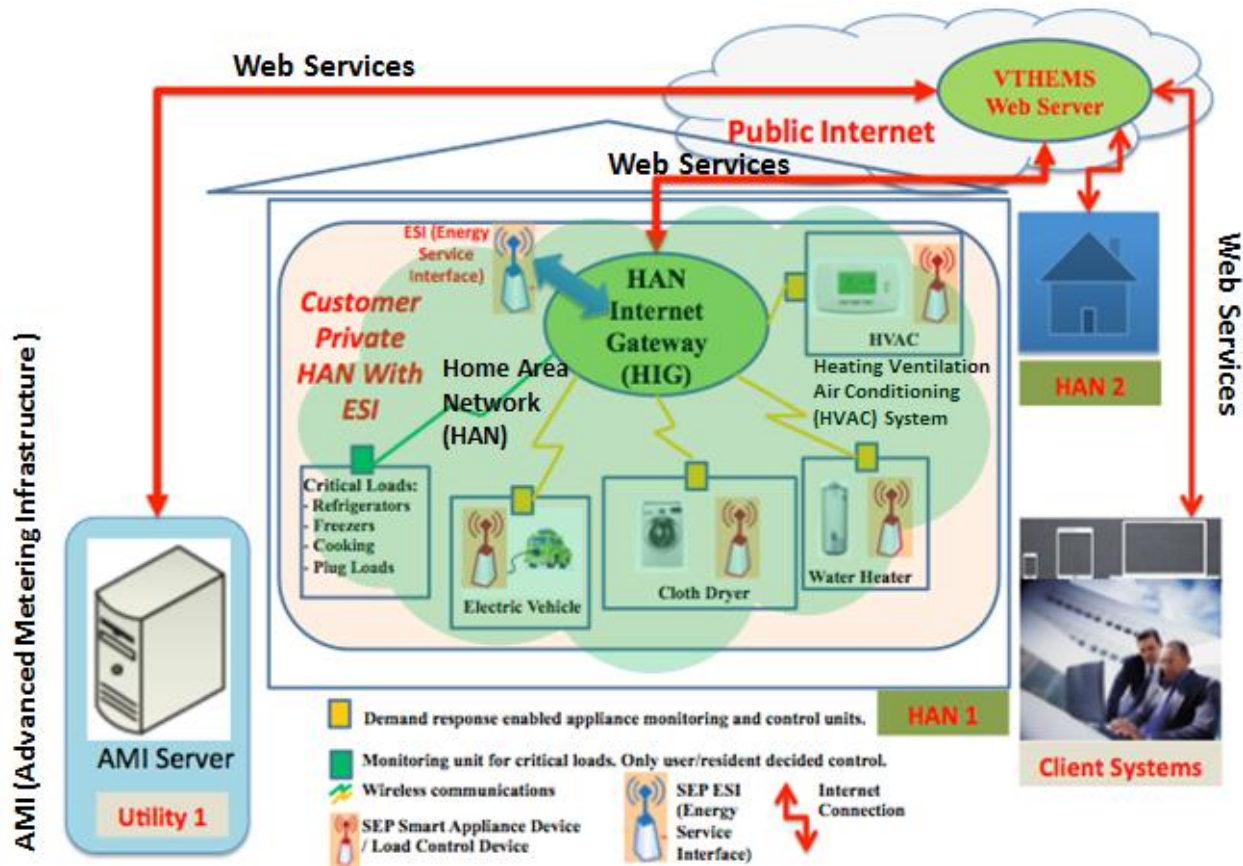 Web Services
VTHEMS
Web Server
Public Internet
Web Services
ESI (Energy
Service
Interface)
HAN
Internet
Gateway
(HIG)
HVAC
Customer
Private
HAN With
ESI
Home Area
Network
(HAN)
Heating Ventilation
Air Conditioning
(HVAC) System
HAN 2
Web Services
AMI (Advanced Metering Infrastructure )
Critical Loads:
- Refrigerators
- Freezers
- Cooking
- Plug Loads
Electric Vehicle
Cloth Dryer
Water Heater
AMI Server
Utility 1
HAN 1
Client Systems
Demand response enabled appliance monitoring and control units.
Monitoring unit for critical loads. Only user/resident decided control.
Wireless communications
SEP Smart Appliance Device
/ Load Control Device
SEP ESI
(Energy
Service
Interface)
Internet
Connection